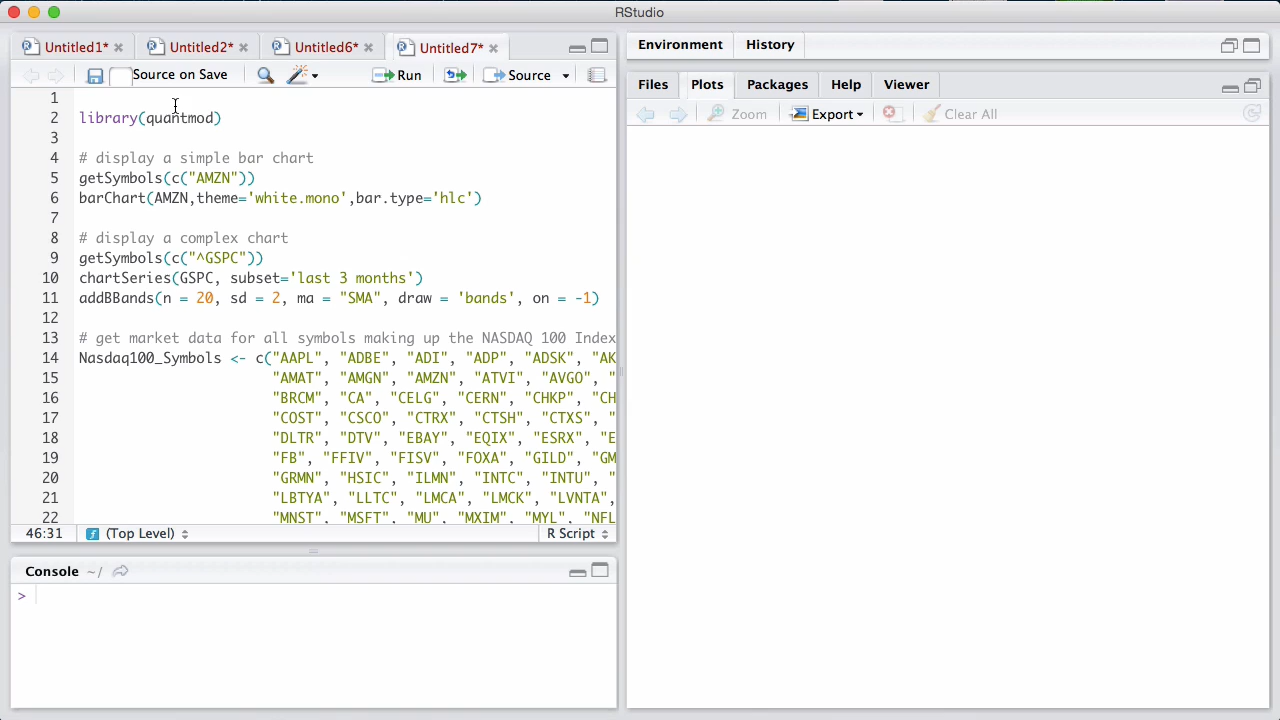 RStudio
Untitled1* Untitled2* Untitled6* Untitled7*
Source on Save Run Source
1
2 library(quantmod)
3
4 # display a simple bar chart
5 getSymbols(c("AMZN"))
6 barChart(AMZN,theme='white.mono',bar.type='hlc')
7
8 # display a complex chart
9 getSymbols(c("^GSPC"))
10 chartSeries(GSPC, subset='last 3 months')
11 addBBands(n = 20, sd = 2, ma = "SMA", draw = 'bands', on = -1)
12
13 # get market data for all symbols making up the NASDAQ 100 Index
14 Nasdaq100_Symbols <- c("AAPL", "ADBE", "ADI", "ADP", "ADSK", "AK
15 "AMAT", "AMGN", "AMZN", "ATVI", "AVGO", "
16 "BRCM", "CA", "CELG", "CERN", "CHKP", "CH
17 "COST", "CSCO", "CTRX", "CTSH", "CTXS", "
18 "DLTR", "DTV", "EBAY", "EQIX", "ESRX", "E
19 "FB", "FFIV", "FISV", "FOXA", "GILD", "GM
20 "GRMN", "HSIC", "ILMN", "INTC", "INTU", "
21 "LBTYA", "LLTC", "LMCA", "LMCK", "LVNTA",
22 "MNST", "MSFT", "MU", "MXIM", "MYL", "NFL
46:31 (Top Level) R Script
Console ~/
>
Environment History
Files Plots Packages Help Viewer
Zoom Export Clear All